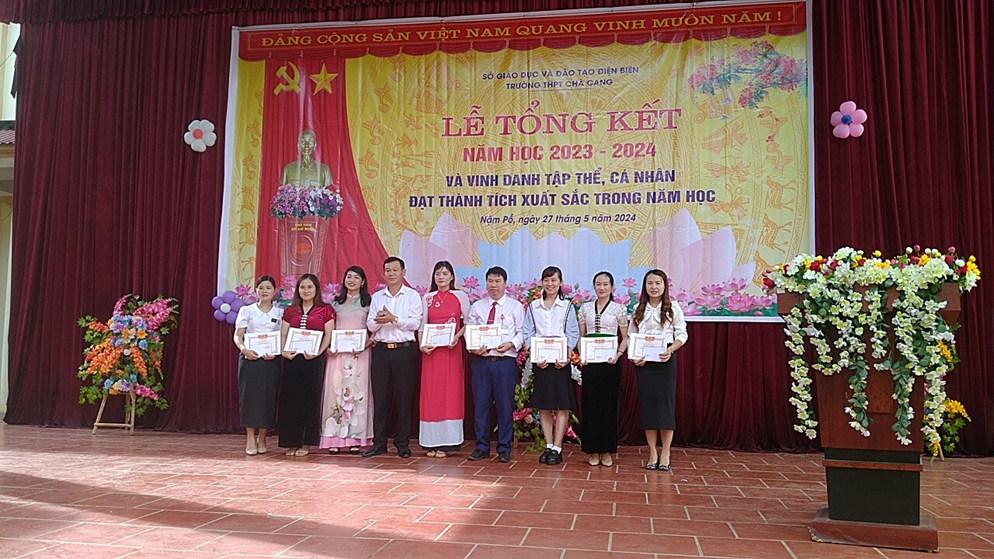 ĐẢNG CỘNG SẢN VIỆT NAM QUANG VINH MUÔN NĂM !
SỞ GIÁO DỤC VÀ ĐÀO TẠO ĐIỆN BIÊN
TRƯỜNG THPT CHÀ CANG
LỄ TỔNG KẾT
NĂM HỌC 2023 - 2024
VÀ VINH DANH TẬP THỂ, CÁ NHÂN
ĐẠT THÀNH TÍCH XUẤT SẮC TRONG NĂM HỌC
Nậm Pồ, ngày 27 tháng 5 năm 2024